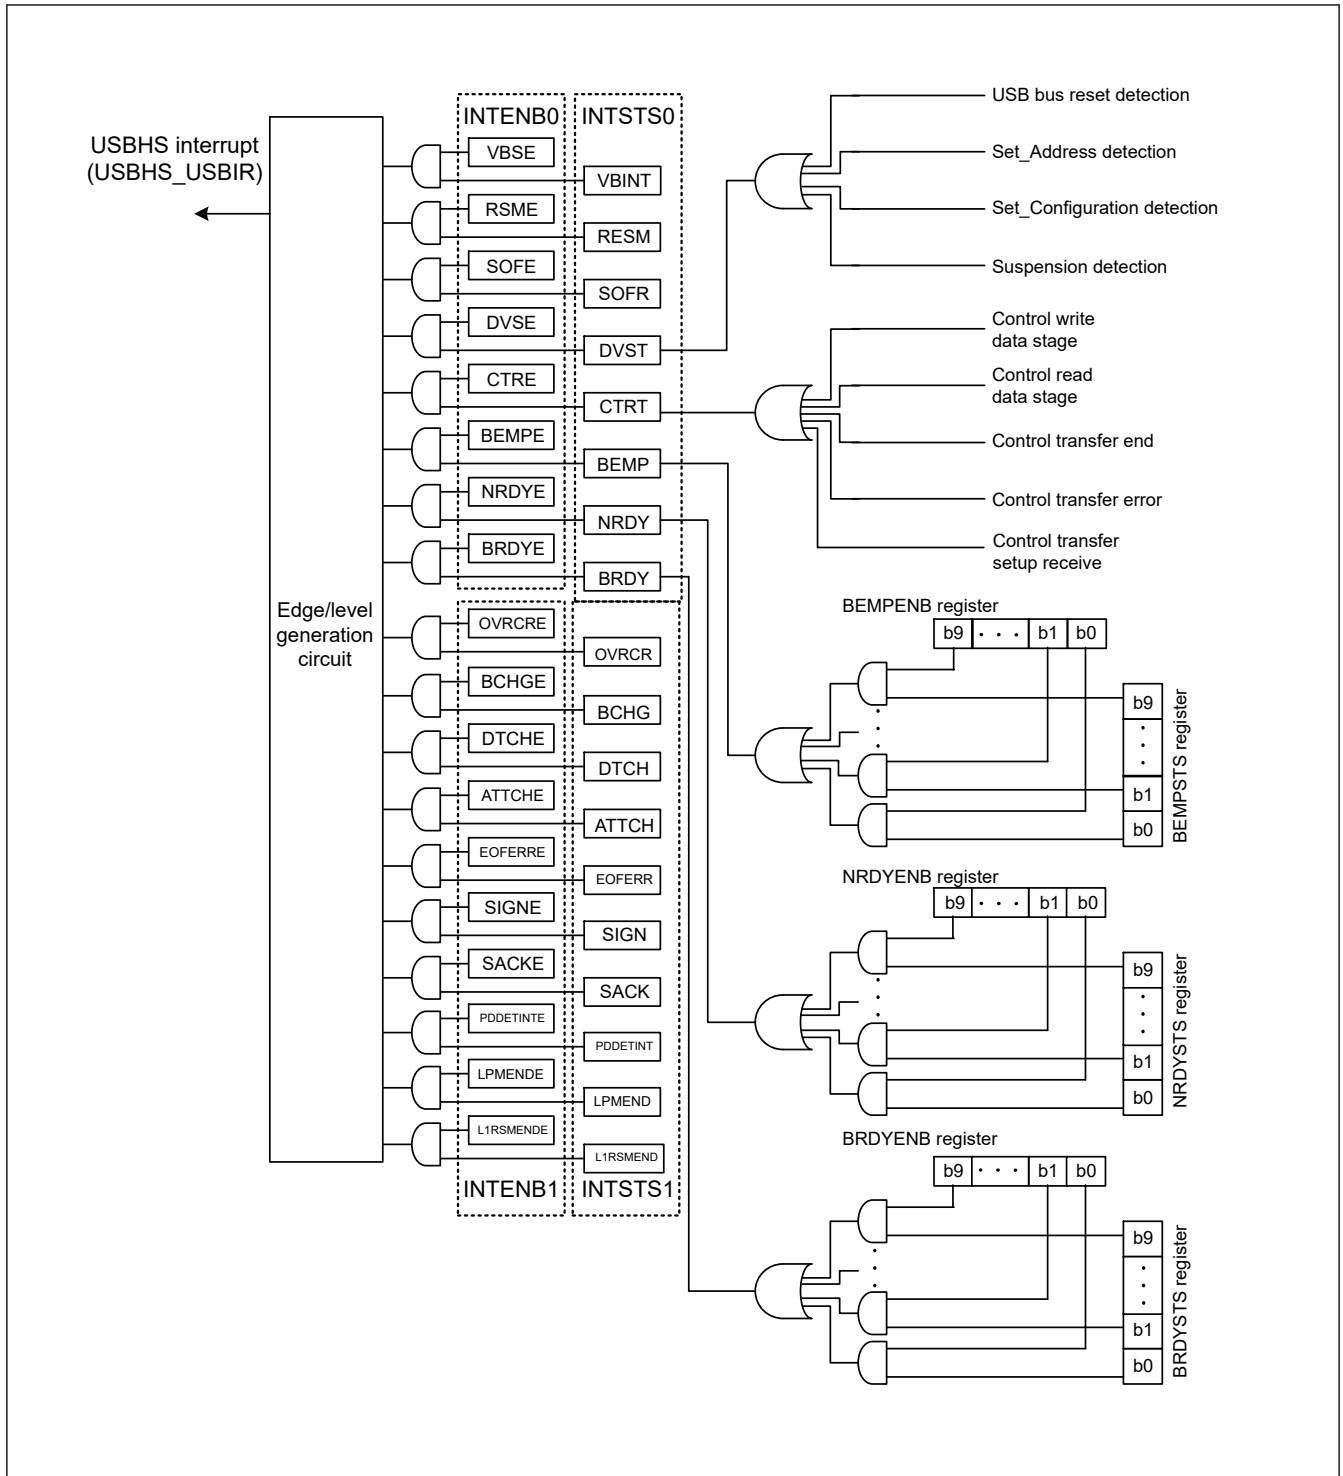 USBHS interrupt
(USBHS_USBIR)
Edge/level
generation
circuit
INTENB0
INTSTS0
VBSE
VBINT
RSME
RESM
SOFE
SOFR
DVSE
DVST
CTRE
CTRT
BEMPE
BEMP
NRDYE
NRDY
BRDYE
BRDY
OVRCRE
OVRCR
BCHGE
BCHG
DTCHE
DTCH
ATTCHE
ATTCH
EOFERRE
EOFERR
SIGNE
SIGN
SACKE
SACK
PDDETINTE
PDDETINT
LPMENDE
LPMEND
L1RSMENDE
L1RSMEND
INTENB1
INTSTS1
USB bus reset detection
Set_Address detection
Set_Configuration detection
Suspension detection
Control write
data stage
Control read
data stage
Control transfer end
Control transfer error
Control transfer
setup receive
BEMPENB register
b9 · · · b1 b0
b9
b1
b0
BEMPSTS register
NRDYENB register
b9 · · · b1 b0
b9
b1
b0
NRDYSTS register
BRDYENB register
b9 · · · b1 b0
b9
b1
b0
BRDYSTS register